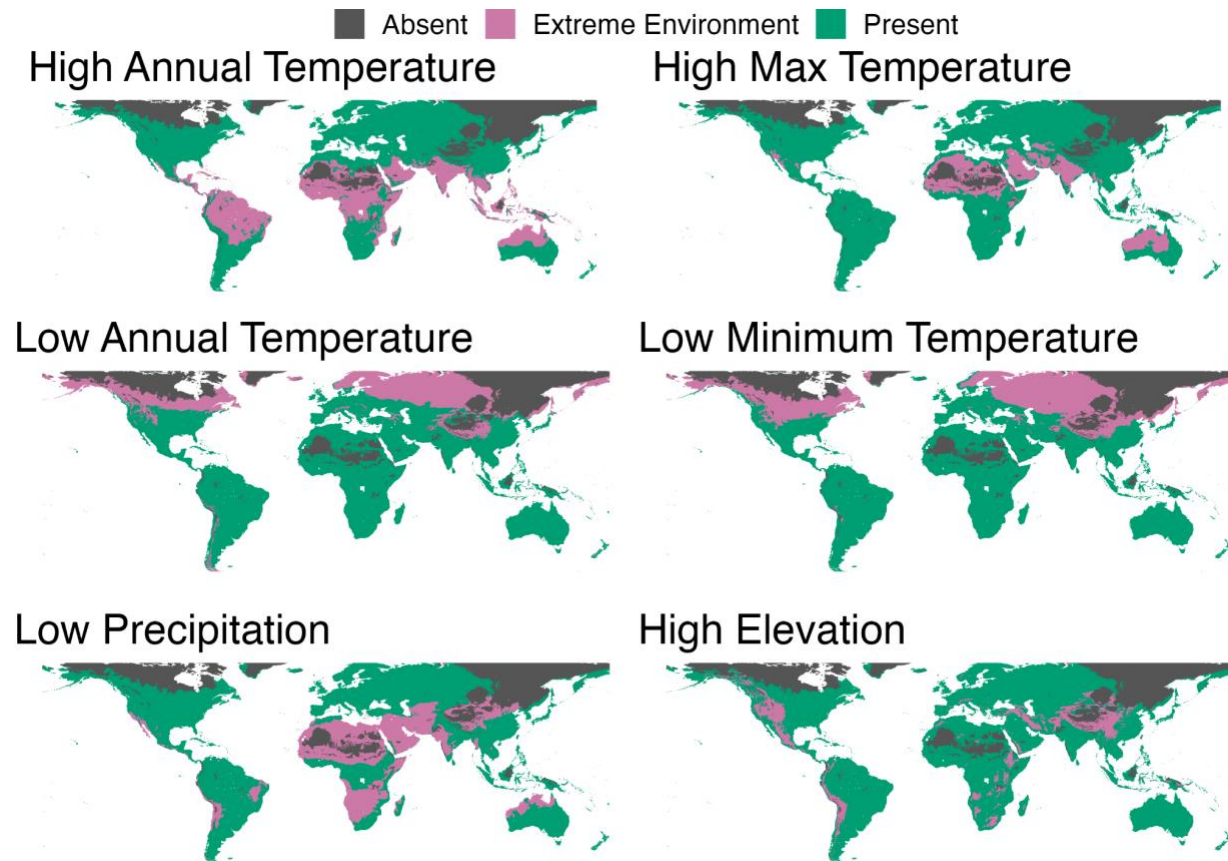 Absent Extreme Environment Present
High Annual Temperature
High Max Temperature
Low Annual Temperature
Low Minimum Temperature
Low Precipitation
High Elevation